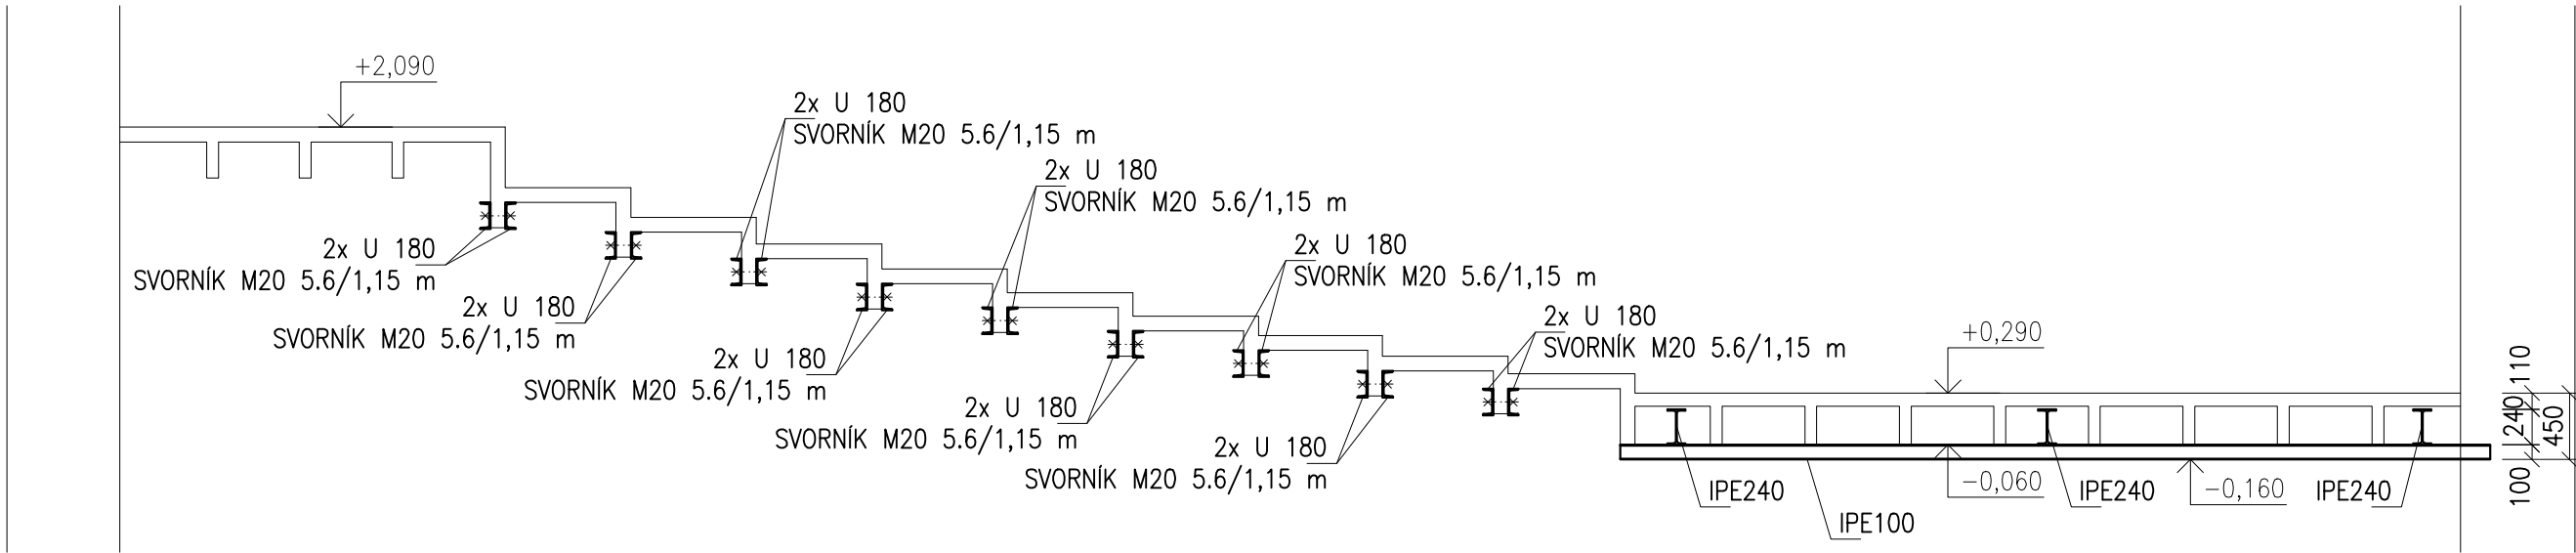 +2,090
2x U 180
SVORNÍK M20 5.6/1,15 m
2x U 180
SVORNÍK M20 5.6/1,15 m
2x U 180
SVORNÍK M20 5.6/1,15 m
2x U 180
SVORNÍK M20 5.6/1,15 m
2x U 180
SVORNÍK M20 5.6/1,15 m
2x U 180
SVORNÍK M20 5.6/1,15 m
2x U 180
SVORNÍK M20 5.6/1,15 m
2x U 180
SVORNÍK M20 5.6/1,15 m
2x U 180
SVORNÍK M20 5.6/1,15 m
+0,290
110
240
450
100
-0,060
-0,160
IPE240
IPE240
IPE240
IPE100